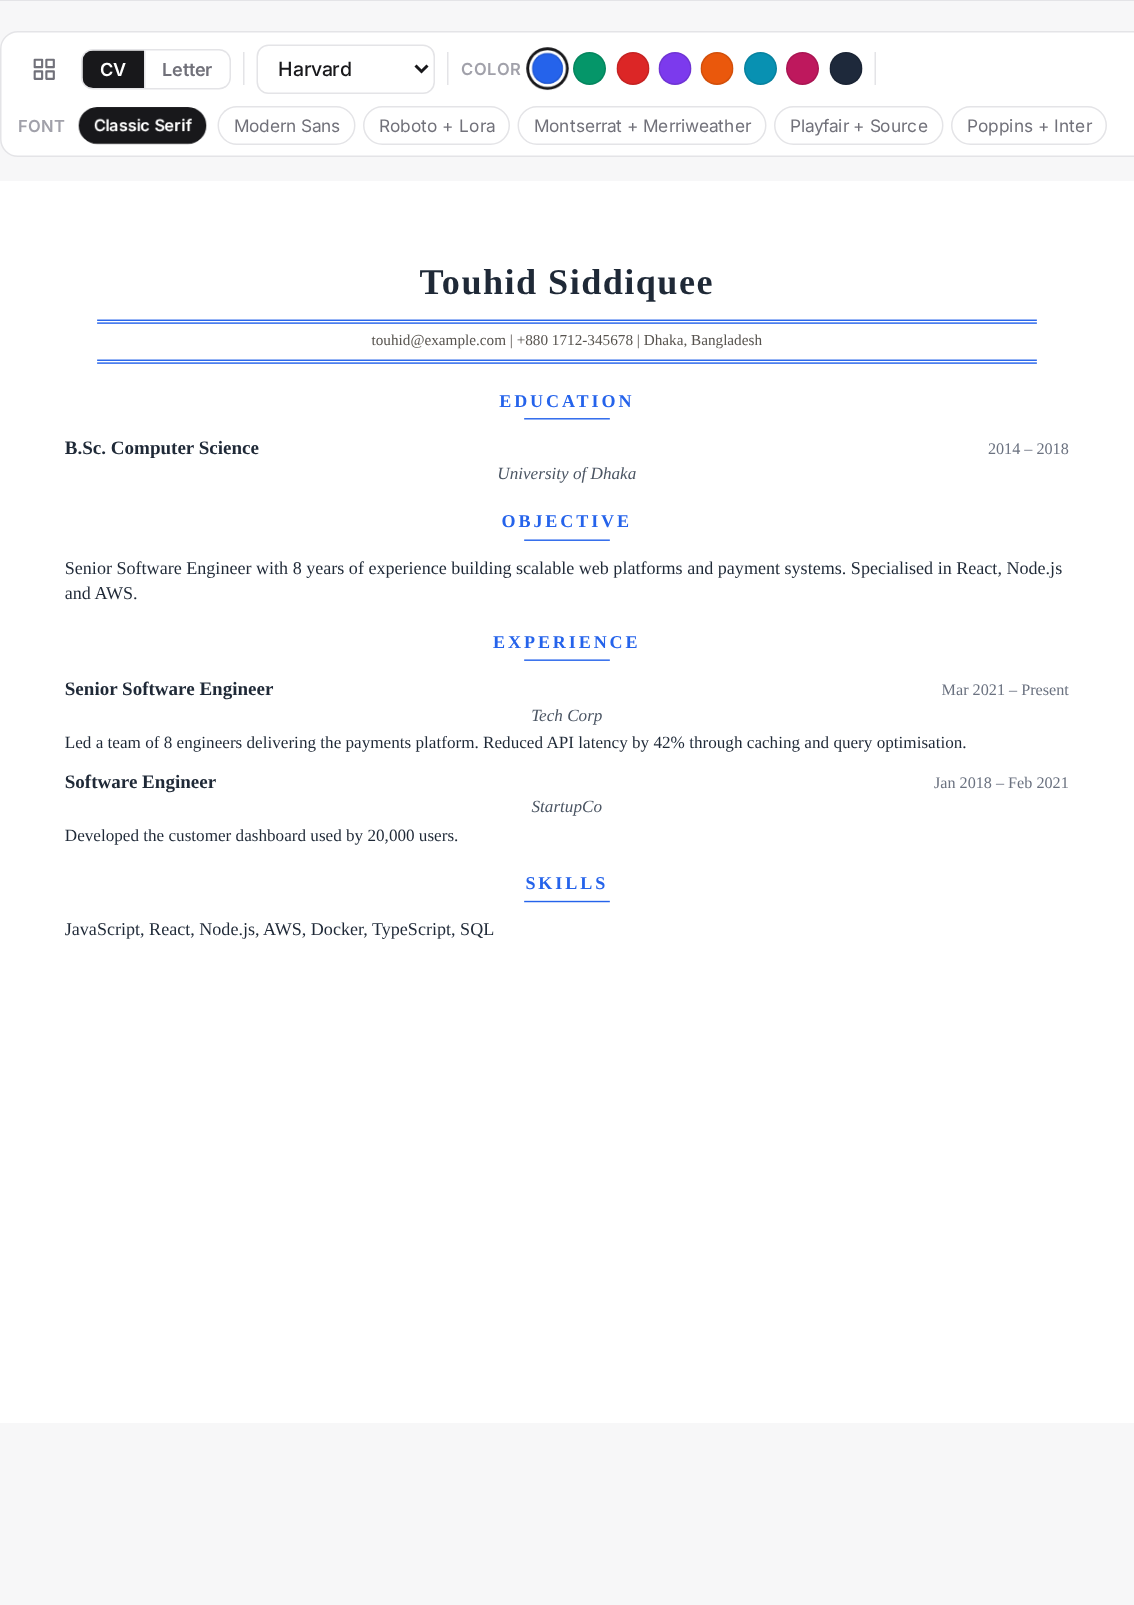 CV Letter Harvard COLOR
FONT Classic Serif Modern Sans Roboto + Lora Montserrat + Merriweather Playfair + Source Poppins + Inter
Touhid Siddiquee
touhid@example.com | +880 1712-345678 | Dhaka, Bangladesh
EDUCATION
B.Sc. Computer Science 2014 – 2018
University of Dhaka
OBJECTIVE
Senior Software Engineer with 8 years of experience building scalable web platforms and payment systems. Specialised in React, Node.js
and AWS.
EXPERIENCE
Senior Software Engineer Mar 2021 – Present
Tech Corp
Led a team of 8 engineers delivering the payments platform. Reduced API latency by 42% through caching and query optimisation.
Software Engineer Jan 2018 – Feb 2021
StartupCo
Developed the customer dashboard used by 20,000 users.
SKILLS
JavaScript, React, Node.js, AWS, Docker, TypeScript, SQL